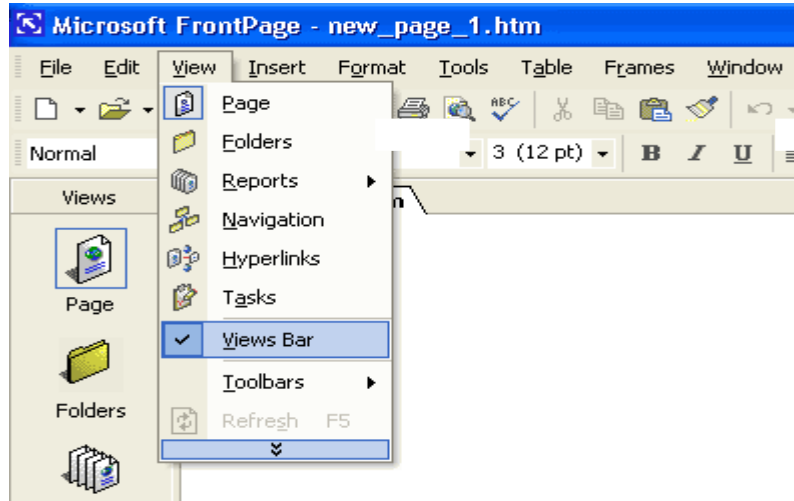 Microsoft FrontPage - new_page_1.htm
File Edit View Insert Format Tools Table Frames Window
ABC
Normal 3 (12 pt) B I U
Views
Page
Folders
Page
Folders
Reports
Navigation
Hyperlinks
Tasks
Views Bar
Toolbars
Refresh F5